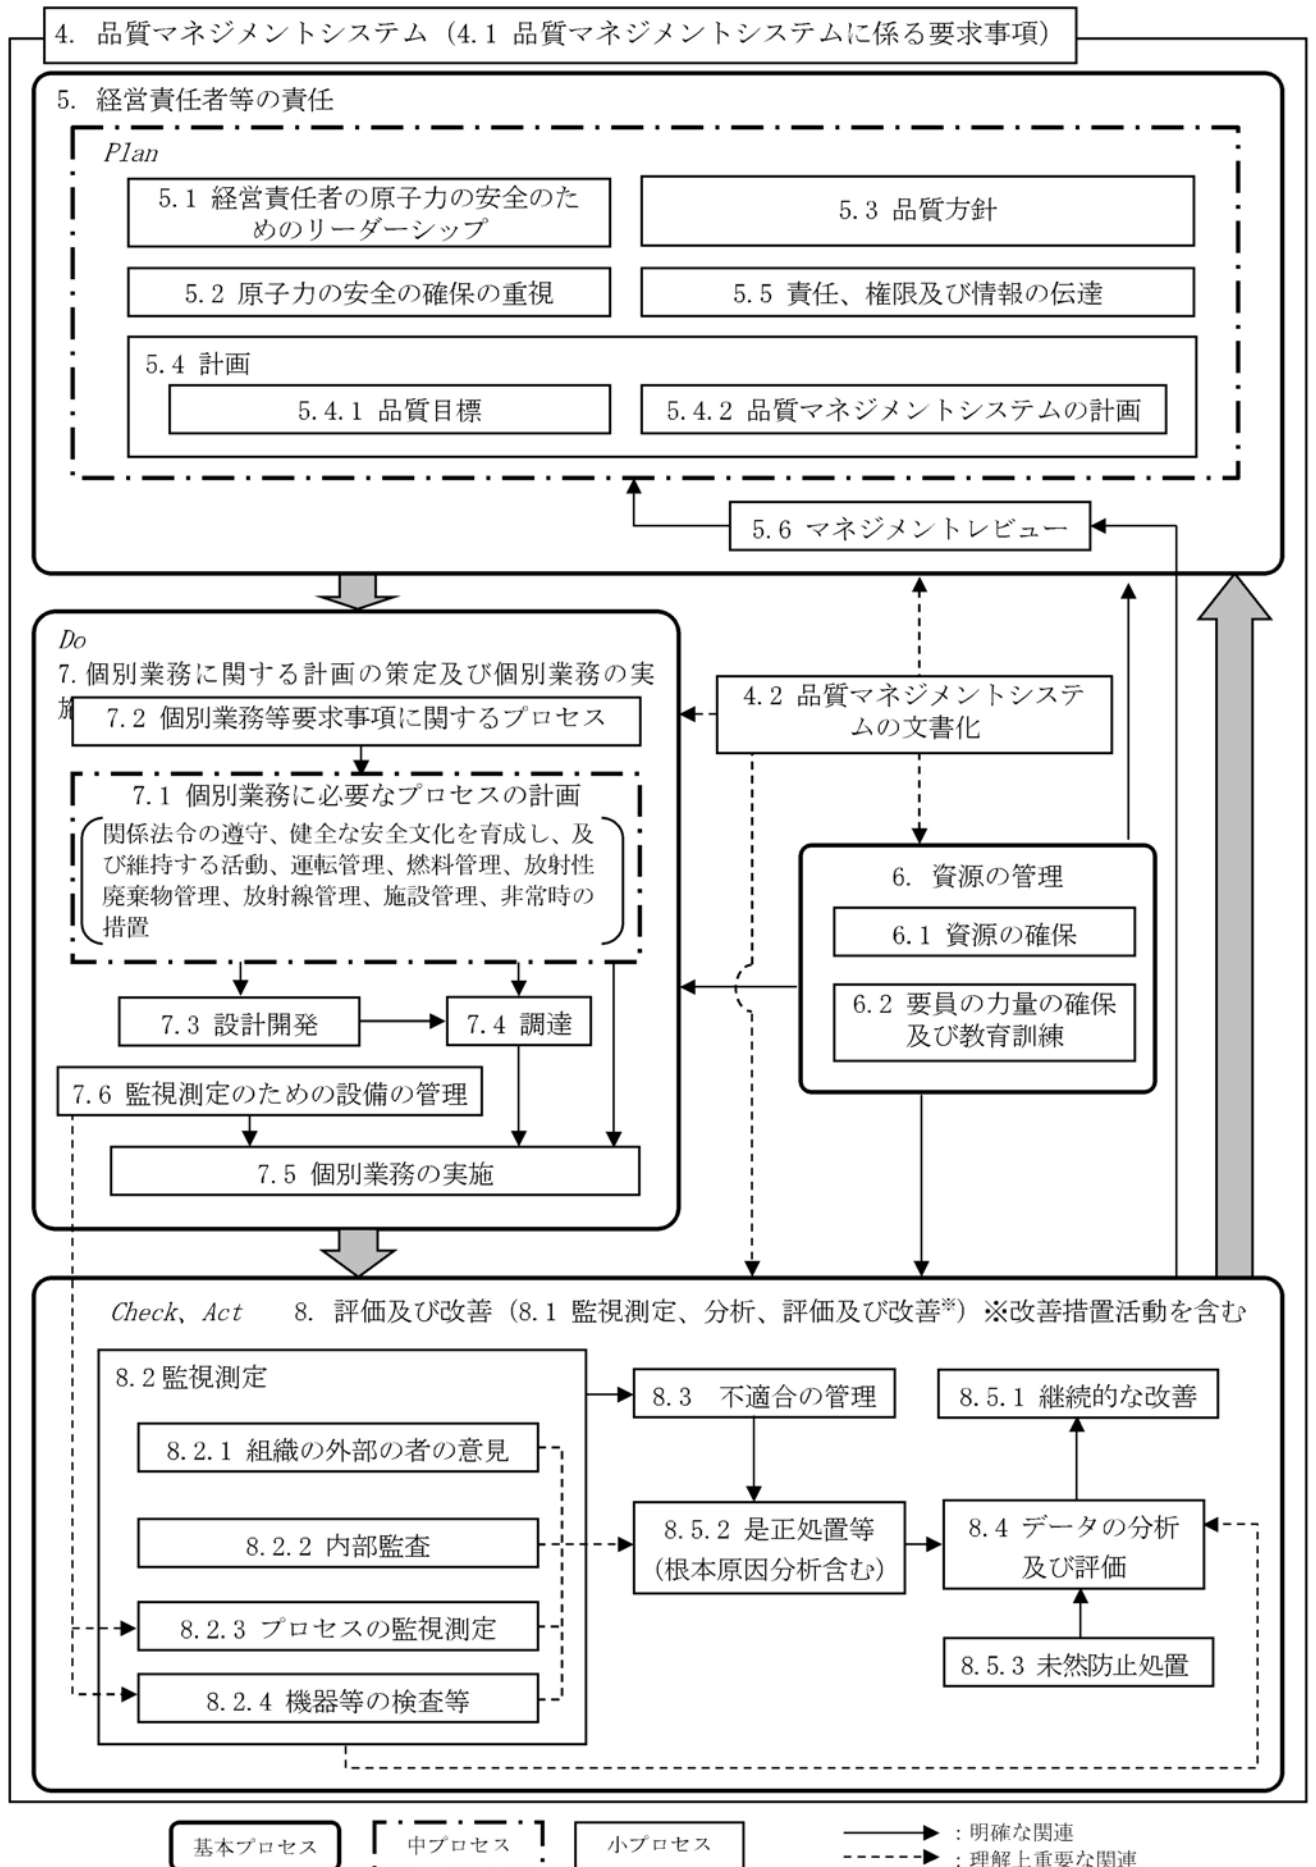 4. 品質マネジメントシステム（4.1 品質マネジメントシステムに係る要求事項）
5. 経営責任者等の責任
Plan
5.1 経営責任者の原子力の安全のた
めのリーダーシップ
5.3 品質方針
5.2 原子力の安全の確保の重視
5.5 責任、権限及び情報の伝達
5.4 計画
5.4.1 品質目標
5.4.2 品質マネジメントシステムの計画
5.6 マネジメントレビュー
Do
7. 個別業務に関する計画の策定及び個別業務の実
7.2 個別業務等要求事項に関するプロセス
4.2 品質マネジメントシステ
ムの文書化
7.1 個別業務に必要なプロセスの計画
関係法令の遵守、健全な安全文化を育成し、及
び維持する活動、運転管理、燃料管理、放射性
廃棄物管理、放射線管理、施設管理、非常時の
措置
6. 資源の管理
6.1 資源の確保
6.2 要員の力量の確保
及び教育訓練
7.3 設計開発
7.4 調達
7.6 監視測定のための設備の管理
7.5 個別業務の実施
Check、Act 8. 評価及び改善（8.1 監視測定、分析、評価及び改善※）※改善措置活動を含む
8.2監視測定
8.3 不適合の管理
8.5.1 継続的な改善
8.2.1 組織の外部の者の意見
8.2.2 内部監査
8.5.2 是正処置等
（根本原因分析含む）
8.4 データの分析
及び評価
8.2.3 プロセスの監視測定
8.5.3 未然防止処置
8.2.4 機器等の検査等
基本プロセス
中プロセス
小プロセス
：明確な関連
：理解上重要な関連